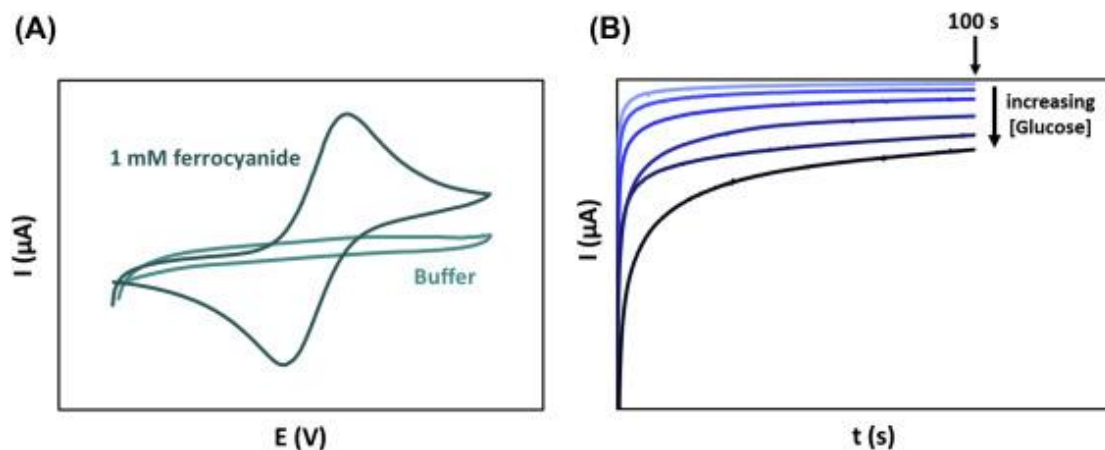 (A)
1 mM ferrocyanide
Buffer
I (µA)
E (V)
(B)
100 s
increasing
[Glucose]
I (µA)
t (s)